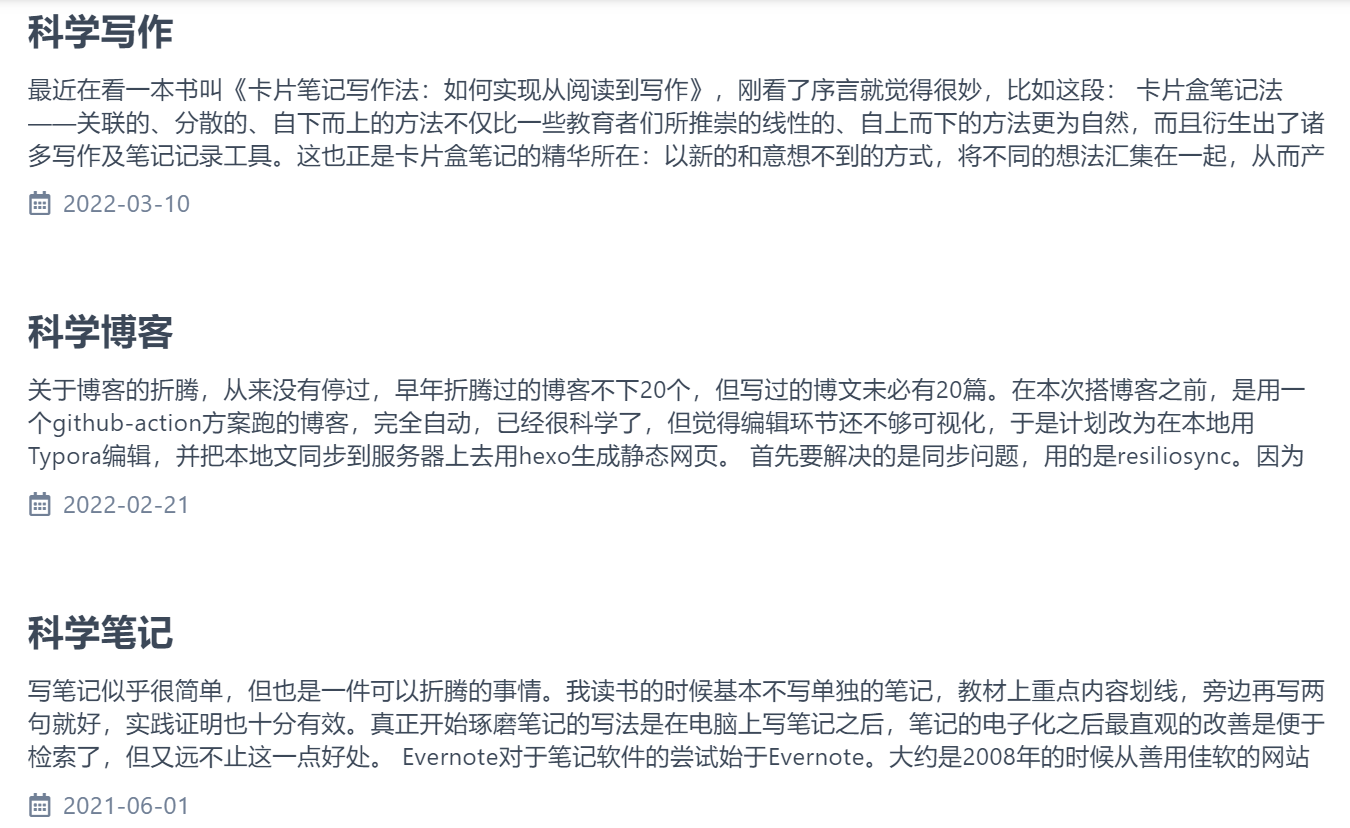 科学写作
最近在看一本书叫《卡片笔记写作法：如何实现从阅读到写作》，刚看了序言就觉得很妙，比如这段： 卡片盒笔记法
——关联的、分散的、自下而上的方法不仅比一些教育者们所推崇的线性的、自上而下的方法更为自然，而且衍生出了诸
多写作及笔记记录工具。这也正是卡片盒笔记的精华所在：以新的和意想不到的方式，将不同的想法汇集在一起，从而产
2022-03-10
科学博客
关于博客的折腾，从来没有停过，早年折腾过的博客不下20个，但写过的博文未必有20篇。在本次搭博客之前，是用一
个github-action方案跑的博客，完全自动，已经很科学了，但觉得编辑环节还不够可视化，于是计划改为在本地用
Typora编辑，并把本地文同步到服务器上去用hexo生成静态网页。 首先要解决的是同步问题，用的是resiliosync。因为
2022-02-21
科学笔记
写笔记似乎很简单，但也是一件可以折腾的事情。我读书的时候基本不写单独的笔记，教材上重点内容划线，旁边再写两
句就好，实践证明也十分有效。真正开始琢磨笔记的写法是在电脑上写笔记之后，笔记的电子化之后最直观的改善是便于
检索了，但又远不止这一点好处。 Evernote对于笔记软件的尝试始于Evernote。大约是2008年的时候从善用佳软的网站
2021-06-01